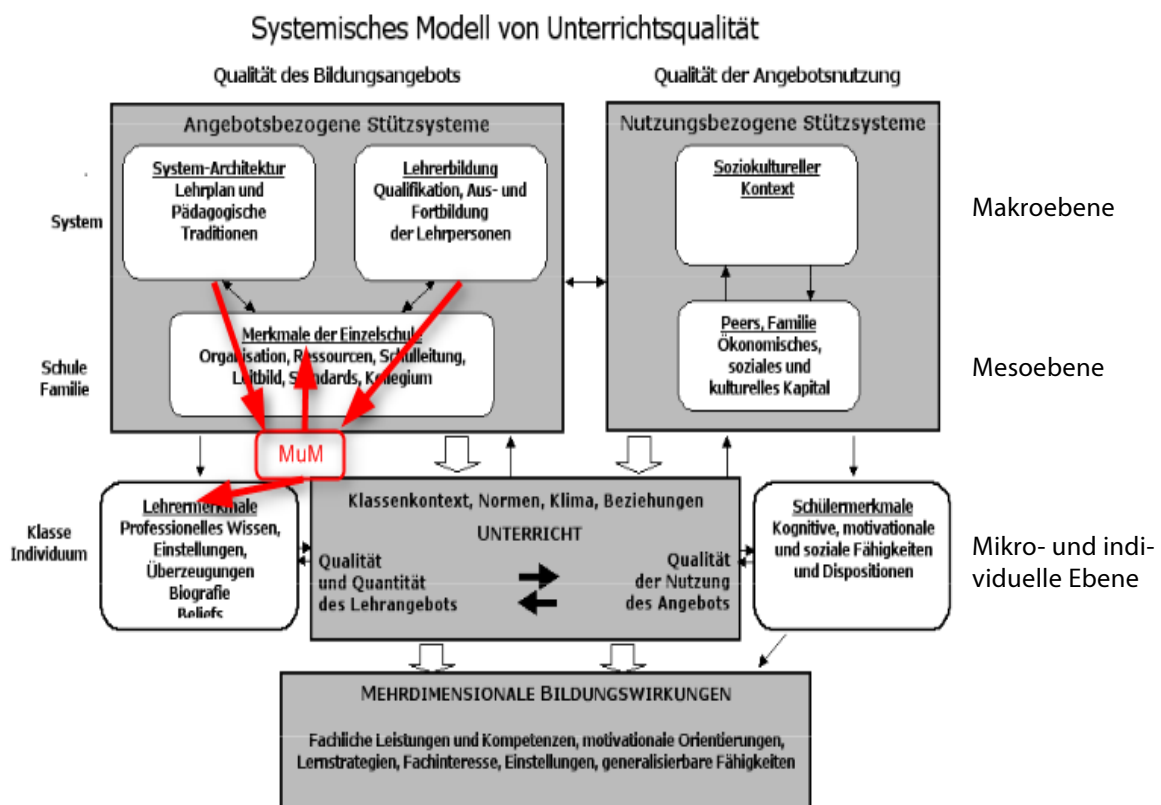 Systemisches Modell von Unterrichtsqualität
Qualität des Bildungsangebots
Qualität der Angebotsnutzung
Angebotsbezogene Stützsysteme
Nutzungsbezogene Stützsysteme
System-Architektur
Lehrplan und
Pädagogische
Traditionen
Lehrerbildung
Qualifikation, Aus- und
Fortbildung
der Lehrpersonen
Soziokultureller
Kontext
System
Makroebene
Merkmale der Einzelschule
Organisation, Ressourcen, Schulleitung,
Leitbild, Standards, Kollegium
Peers, Familie
Ökonomisches,
soziales und
kulturelles Kapital
Schule
Familie
Mesoebene
MuM
Lehrermerkmale
Professionelles Wissen,
Einstellungen,
Überzeugungen
Biografie
Beliefs
Klassenkontext, Normen, Klima, Beziehungen
UNTERRICHT
Qualität
und Quantität
des Lehrangebots
Qualität
der Nutzung
des Angebots
Schülermerkmale
Kognitive, motivationale
und soziale Fähigkeiten
und Dispositionen
Klasse
Individuum
Mikro- und indi-
viduelle Ebene
MEHRDIMENSIONALE BILDUNGSWIRKUNGEN
Fachliche Leistungen und Kompetenzen, motivationale Orientierungen,
Lernstrategien, Fachinteresse, Einstellungen, generalisierbare Fähigkeiten